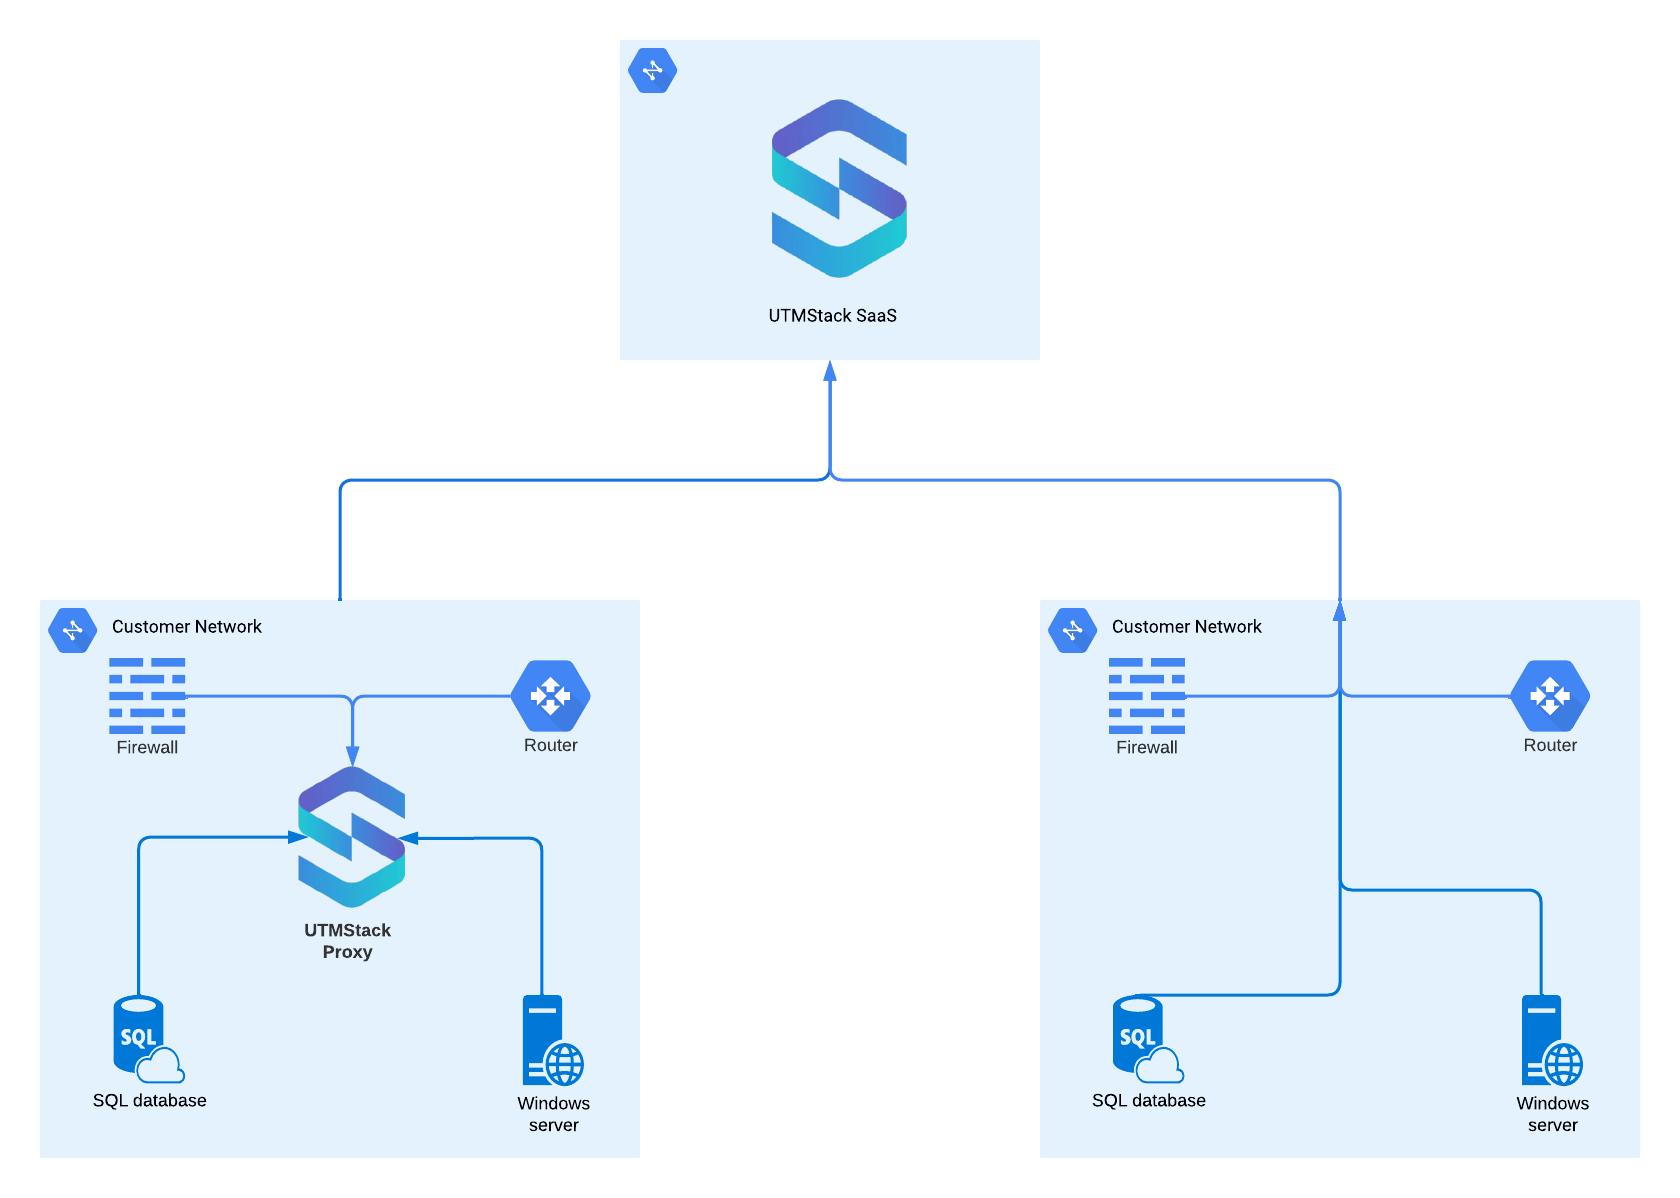 UTMStack SaaS
Customer Network
Firewall
Router
UTMStack
Proxy
SQL
SQL database
Windows
server
Customer Network
Firewall
Router
SQL
SQL database
Windows
server